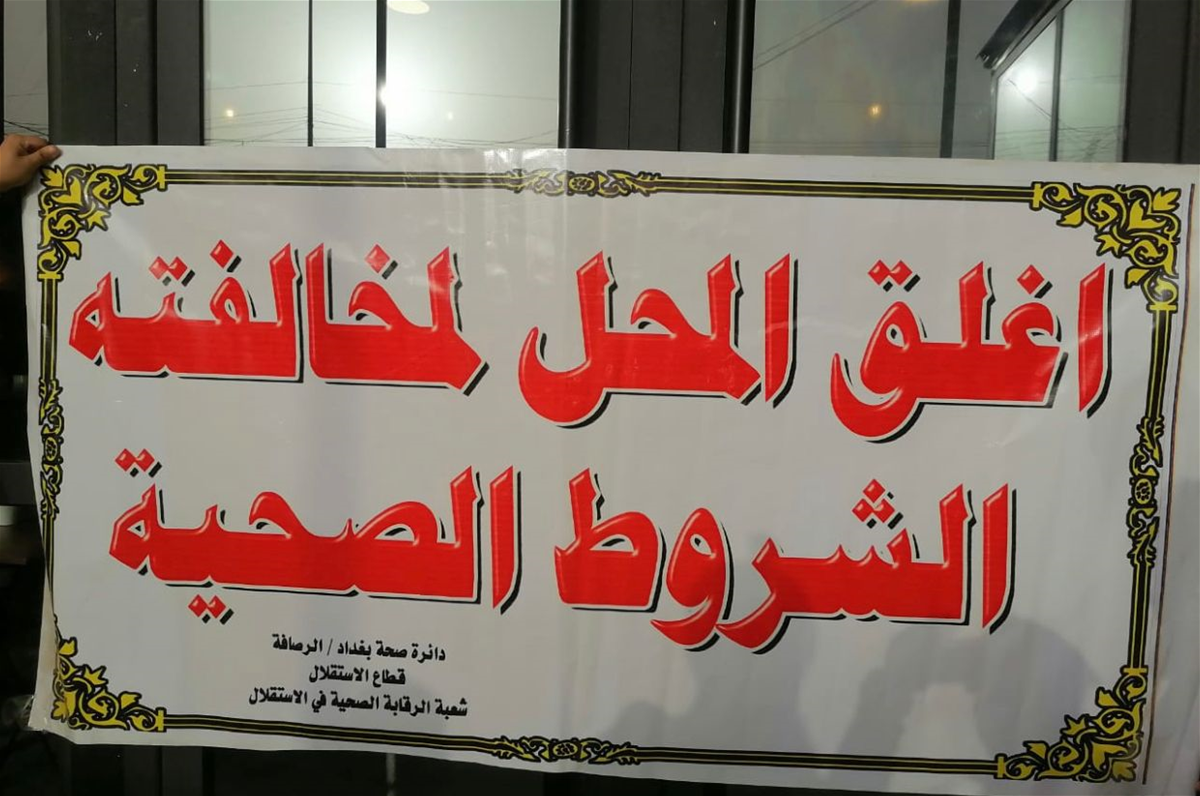 اغلق المحل لمخالفته
الشروط الصحية
دائرة صحة بغداد / الرصافة
قطاع الاستقلال
شعبة الرقابة الصحية في الاستقلال